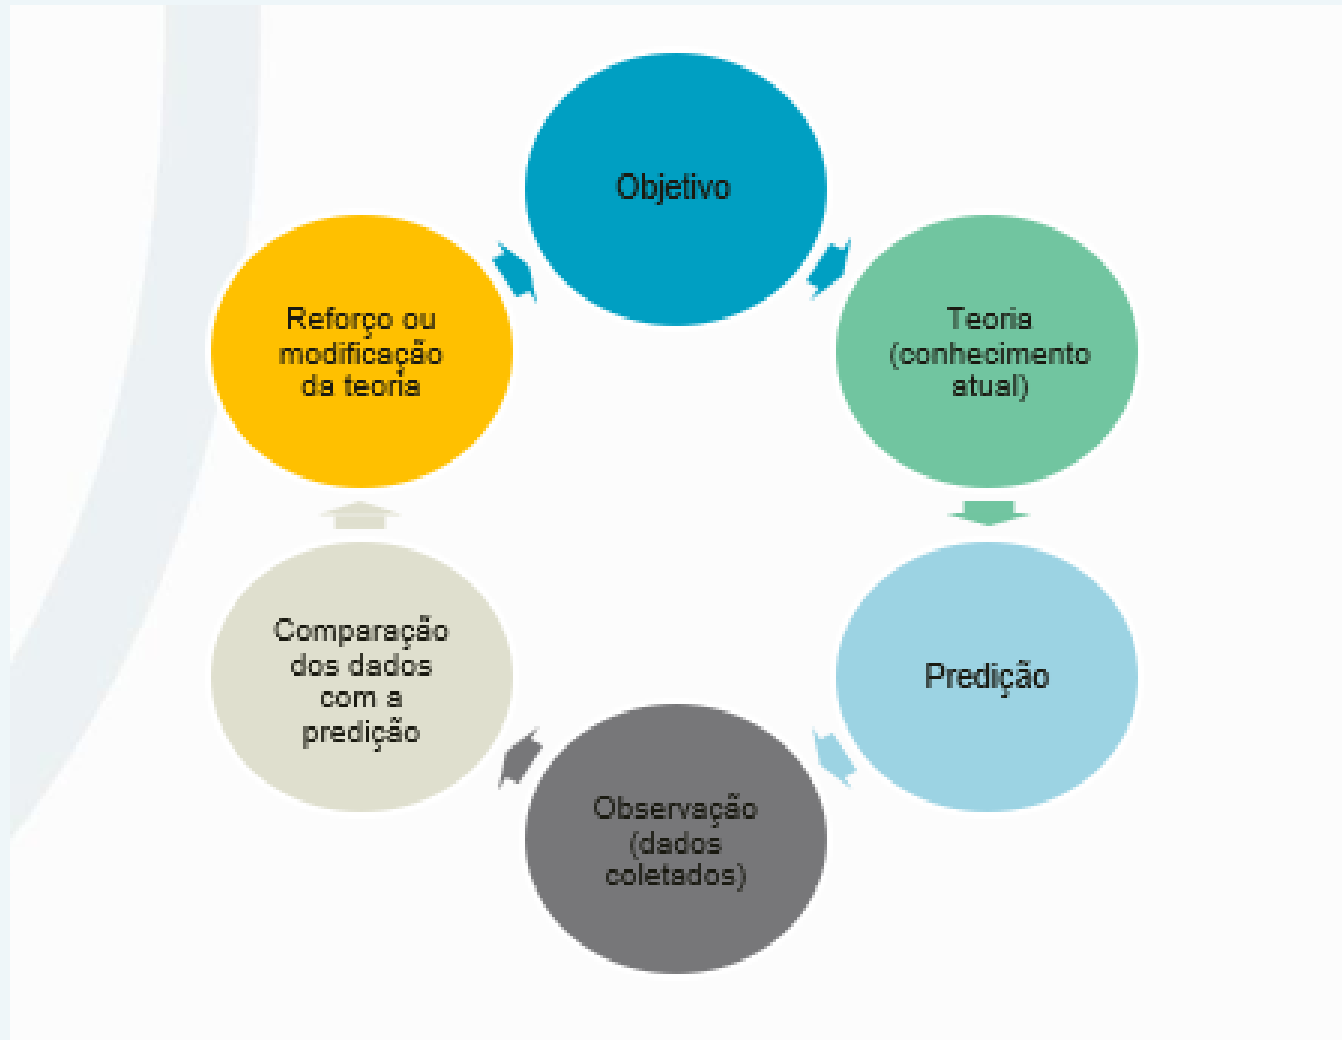 Objetivo
Teoria
(conhecimento
atual)
Predição
Observação
(dados
coletados)
Comparação
dos dados
com a
predição
Reforço ou
modificação
da teoria